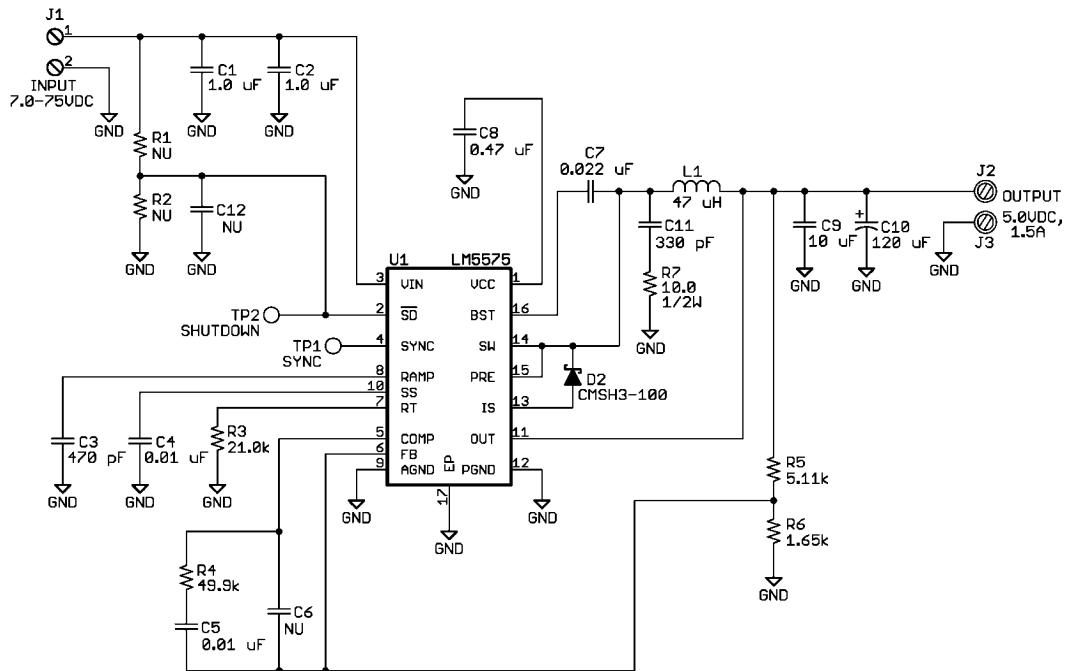 J1
1
2
INPUT
7.0-75VDC
GND
R1
NU
C1
1.0 uF
GND
C2
1.0 uF
GND
R2
NU
GND
C12
NU
GND
C8
0.47 uF
GND
C7
0.022 uF
L1
47 uH
C11
330 pF
R7
10.0
1/2W
GND
C9
10 uF
GND
+
C10
120 uF
GND
J2
OUTPUT
5.0VDC,
1.5A
J3
GND
U1
LM5575
3
VIN
VCC
1
2
SD
BST
16
4
SYNC
SW
14
8
RAMP
PRE
15
10
SS
7
RT
IS
13
5
COMP
OUT
11
6
FB
9
AGND
EP
PGND
12
17
GND
GND
GND
TP2
SHUTDOWN
TP1
SYNC
D2
CMSH3-100
C3
470 pF
GND
C4
0.01 uF
GND
R3
21.0k
GND
R5
5.11k
R6
1.65k
GND
R4
49.9k
C5
0.01 uF
C6
NU